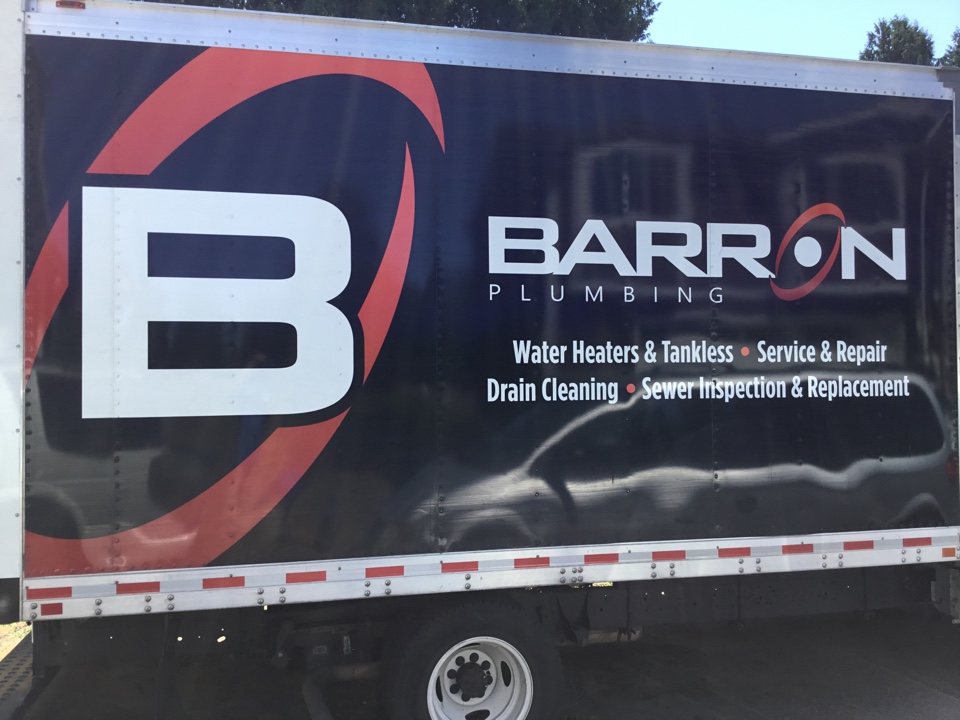 B
BARRON
PLUMBING
Water Heaters & Tankless • Service & Repair
Drain Cleaning • Sewer Inspection & Replacement